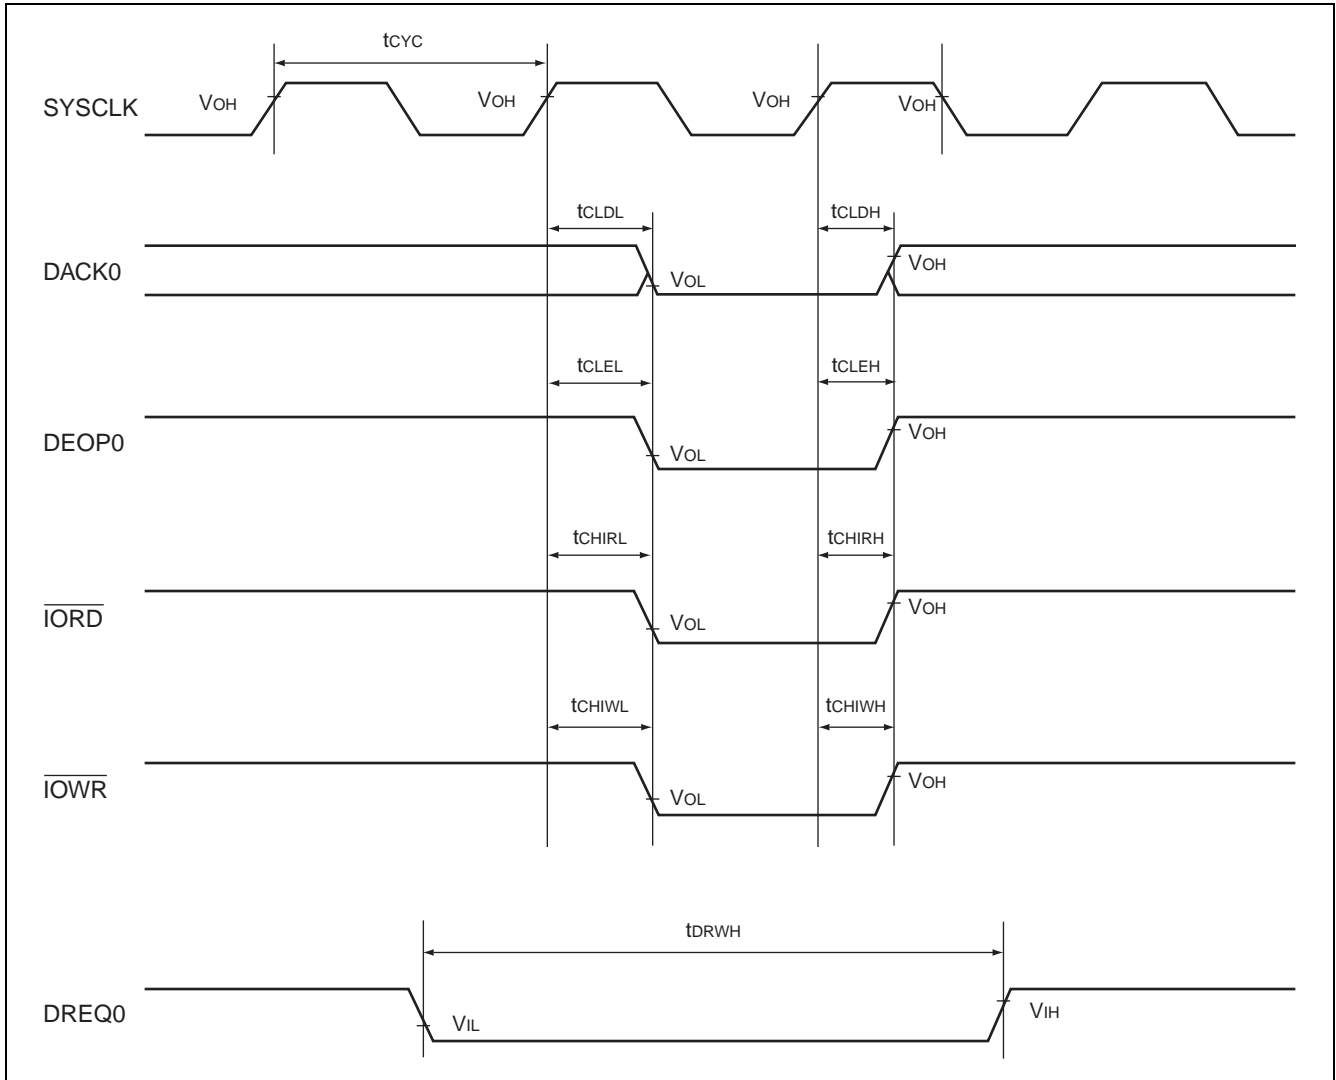 tCYC
SYSCLK VOH VOH VOH VOH
tCLDL tCLDH
DACK0 VOL VOH
tCLEL tCLEH
DEOP0 VOL VOH
tCHIRL tCHIRH
IORD VOL VOH
tCHIWL tCHIWH
IOWR VOL VOH
tDRWH
DREQ0 VIL VIH